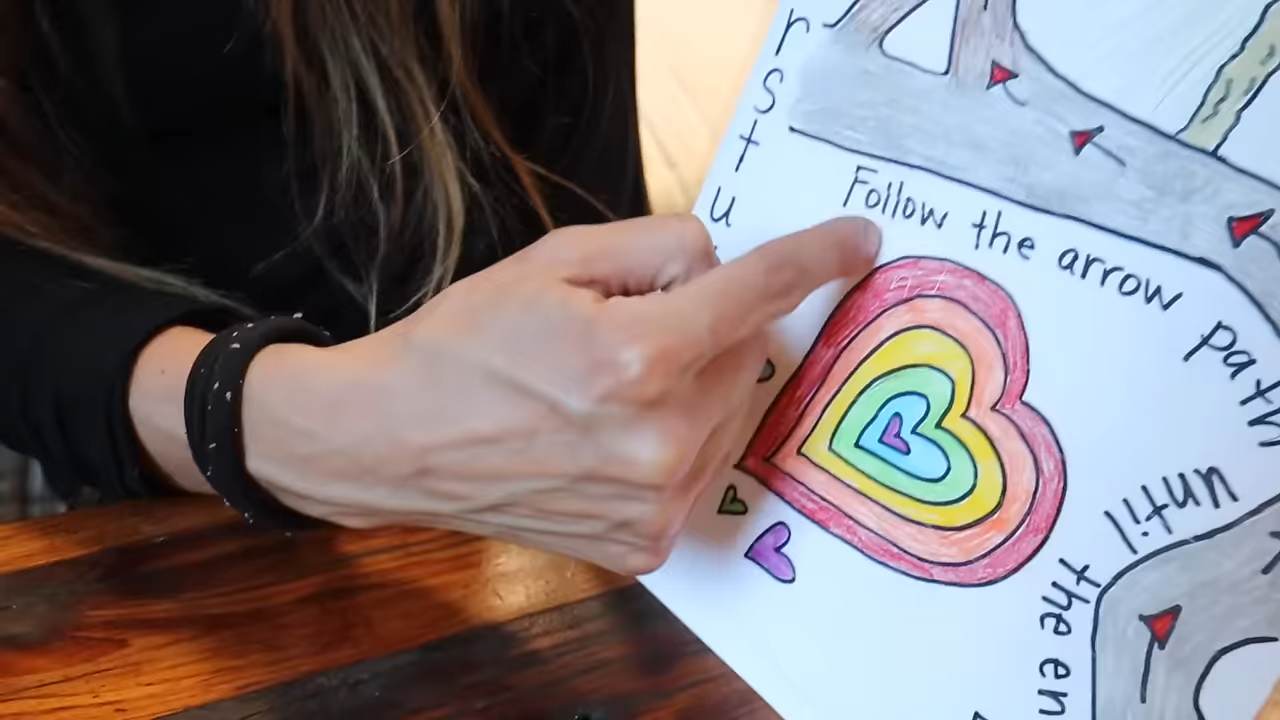 r
s
t
u
Follow the arrow path
until
the en